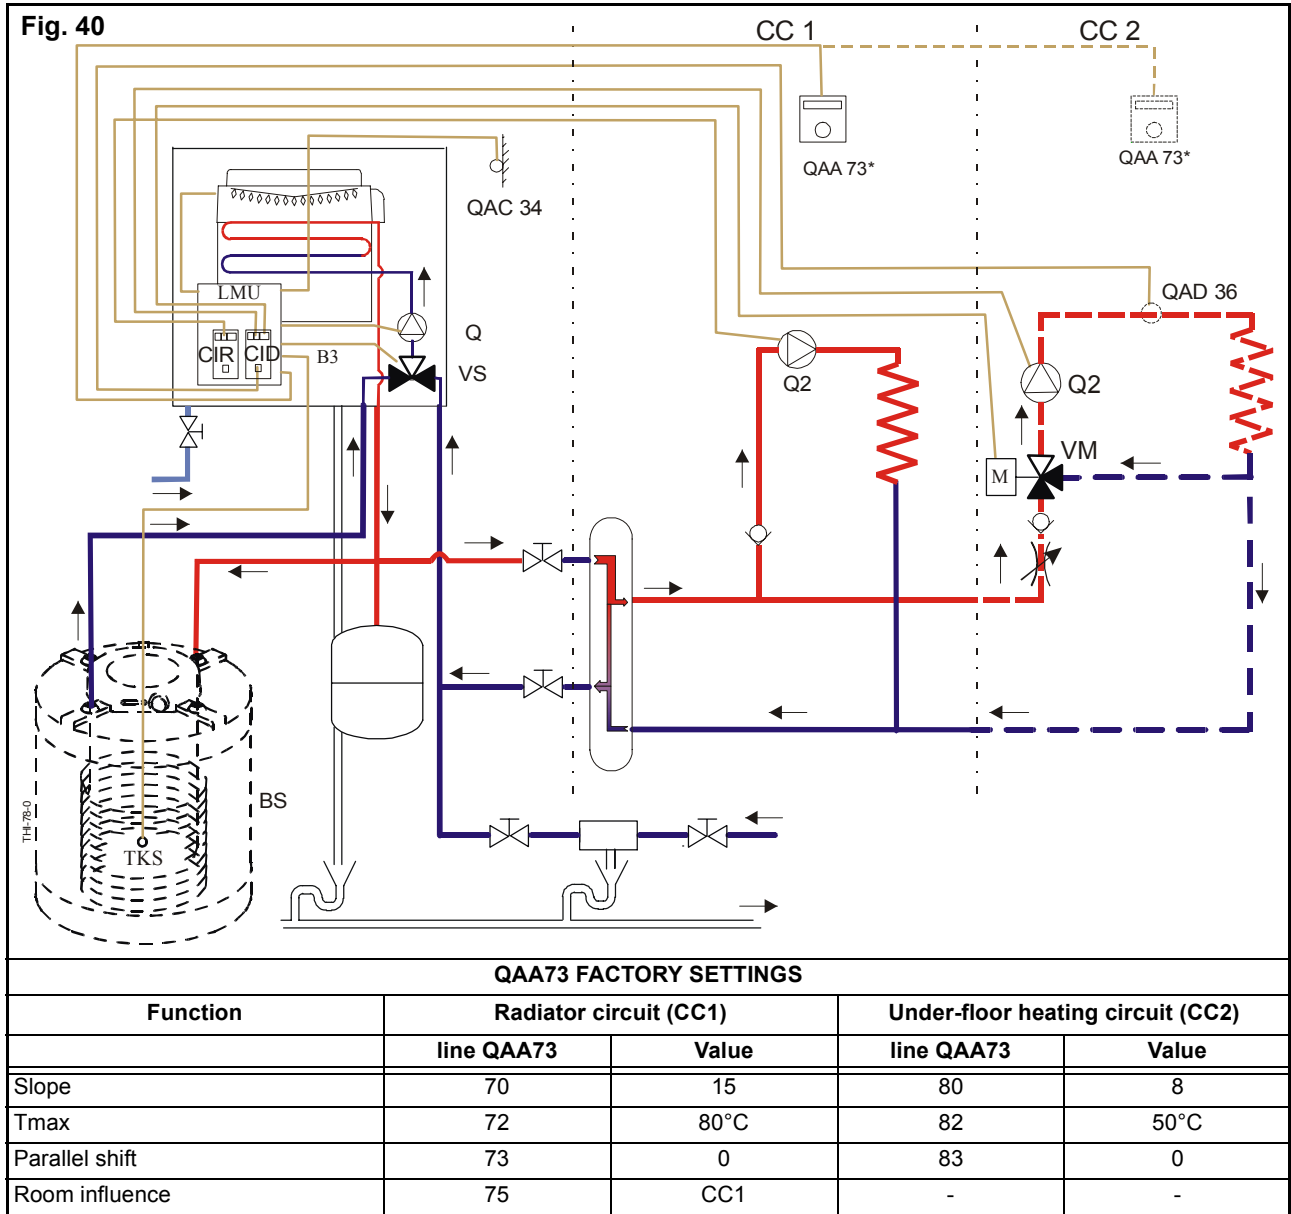 Fig. 40
CC 1
CC 2
QAA 73*
QAA 73*
QAC 34
LMU
QAD 36
CIR
CID
B3
Q
VS
Q2
Q2
M
VM
BS
THI-78-0
TKS
QAA73 FACTORY SETTINGS
Function Radiator circuit (CC1) Under-floor heating circuit (CC2)
line QAA73 Value line QAA73 Value
Slope 70 15 80 8
Tmax 72 80°C 82 50°C
Parallel shift 73 0 83 0
Room influence 75 CC1 - -